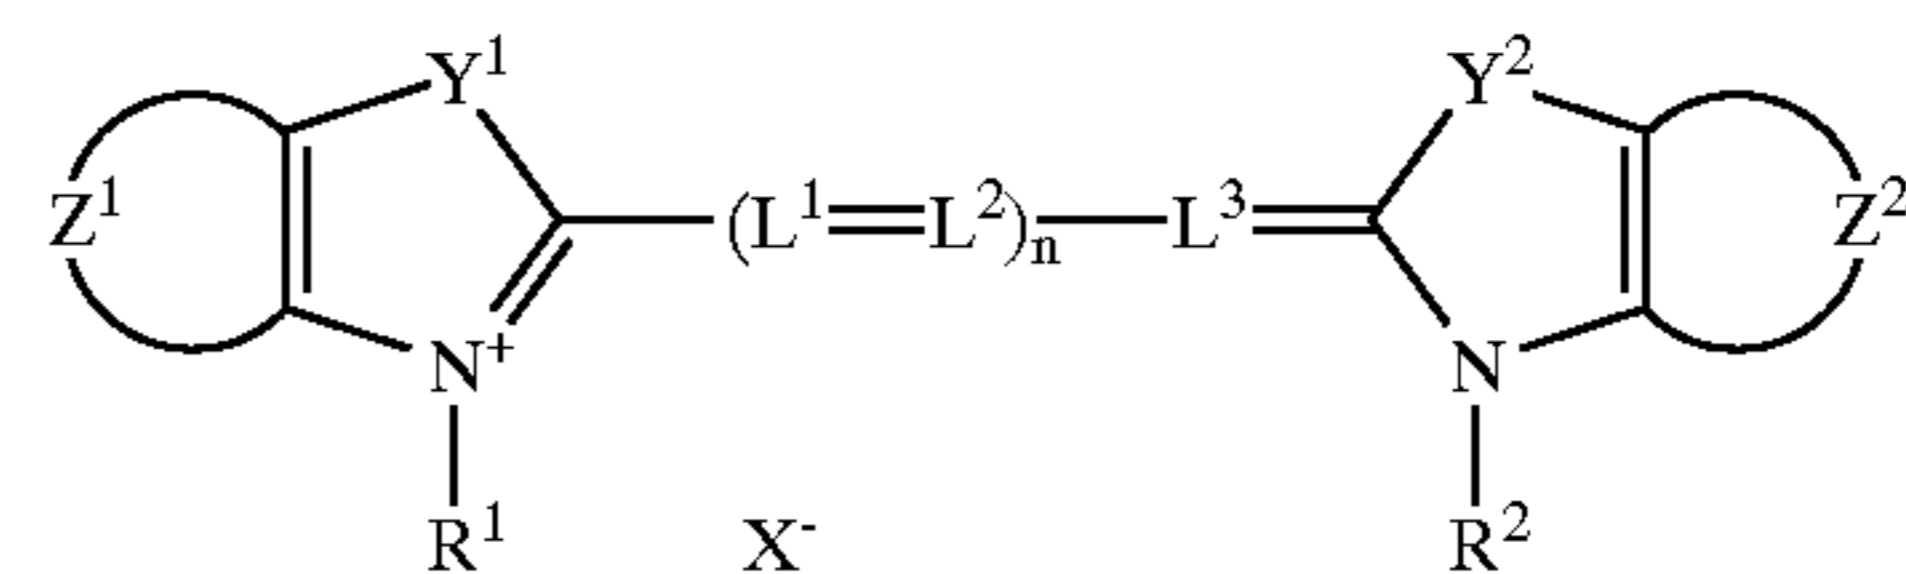 Y¹ Y²
Z¹ (L¹=L²)ₙ—L³= Z²
N⁺ N
R¹ X⁻ R²